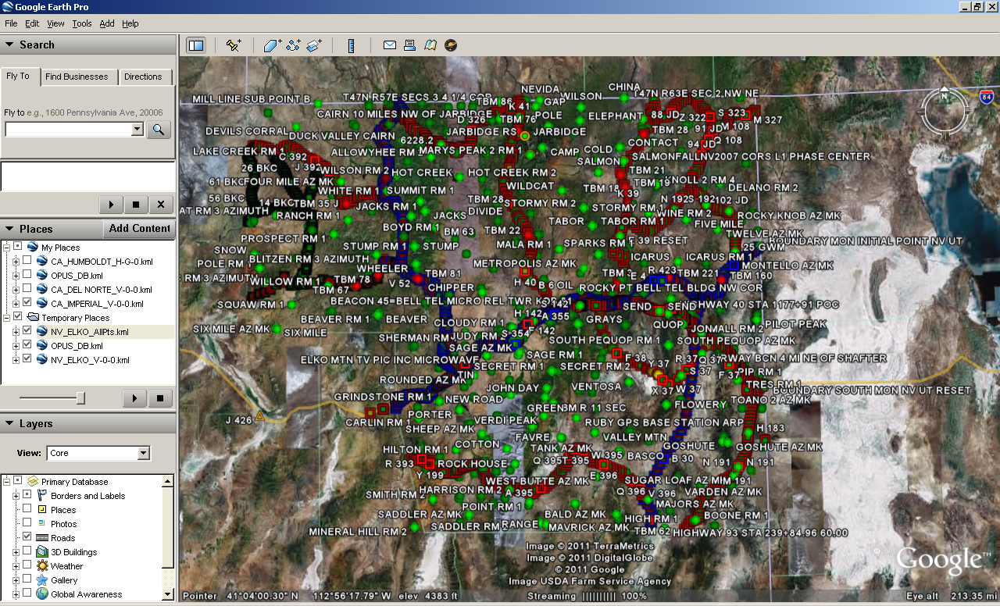 Google Earth Pro
File Edit View Tools Add Help
Search
Fly To Find Businesses Directions
Fly to e.g., 1600 Pennsylvania Ave, 20006
Places Add Content
My Places
CA_HUMBOLDT_H-G-0.kml
OPUS_DB.kml
CA_DEL NORTE_V-0-0.kml
OPUS_DB.kml
NV_ELKO_V-0-0.kml
Temporary Places
NV_ELKO_AllPts.kml
Layers
View: Core
Primary Database
Borders and Labels
Places
Photos
Roads
3D Buildings
Weather
Gallery
Global Awareness
NEVIDA CHINA
MILL LINE SUB POINT B T47N R57E SECS 3 4 1/4 COR TBM 86 K 41 GAP WILSON T47N R63E SEC 2 NW NE
84
CAIRN 10 MILES NW OF JARBIDGE D 326 TBM 76 POLE ELEPHANT 88 JD Z 322 S 323 M 327
DEVILS CORRAL DUCK VALLEY CAIRN 6228.2 JARBIDGE RS JARBIDGE TBM 28 91 JD M 108
LAKE CREEK RM 1 C 392 ALLOWYHEE RM MARYS PEAK 2 RM 1 CAMP COLD CONTACT 94 JD Q 108
26 BKC J 392 WILSON RM 2 HOT CREEK HOT CREEK RM 2 SALMON SALMONFALLNV2007 CORS L1 PHASE CENTER
TBM 21
61 BKC FOUR MILE AZ MK WHITE RM 1 SUMMIT RM 1 WILDCAT TBM 18 TBM 19 KNOLL 2 RM 4 DELANO RM 2
56 BKC 14 BKC TBM 35 J JACKS RM 1 TBM 28 STORMY RM 2 K 39 N 192 S 192 102 JD
AT RM 3 AZIMUTH RANCH RM 1 JACKS DIVIDE TABOR STORMY RM 1 WINE RM 2 ROCKY KNOB AZ MK
BOYD RM 1 BM 63 TBM 22 TABOR RM 1 FIVE MILE
PROSPECT RM 1 STUMP RM 1 STUMP MALA RM 1 SPARKS RM 1 E 39 RESET TWELVE AZ MK BOUNDARY MON INITIAL POINT NV UT
SNOW 25 GWM
POLE RM 1 BLITZEN RM 3 AZIMUTH WHEELER METROPOLIS AZ MK ICARUS ICARUS RM 1 MONTELLO AZ MK
RM 3 AZIMUTH WILLOW RM 1 TBM 78 V 52 TBM 81 H 40 B 6 OIL E 4 R 423 TBM 221 TBM 160
TBM 67 CHIPPER ROCKY PT BELL TEL BLDG NW COR
SQUAW RM 1 BEACON 45=BELL TEL MICRO REL TWR HIGHWAY 40 STA 1177+91 POC
BEAVER RM 1 BEAVER CLOUDY RM 1 H 142 A 355 GRAYS SEND SEND QUOP PILOT PEAK
SIX MILE AZ MK SIX MILE SHERMAN RM JUDY RM S 354 F 142 JONMALL RM 2
SAGE AZ MK SOUTH PEQUOP RM 1 SOUTH PEQUOP AZ MK
ELKO MTN TV PIC INC MICROWAVE SAGE RM 1 F 38 Y 37 R 37 Q 37 RWAY BCN 4 MI NE OF SHAFTER
SECRET RM 1 SECRET RM 2 S 37 F 37 PIP RM 1
ROUNDED AZ MK TIN JOHN DAY VENTOSA X 37 W 37 TRES RM 1 BOUNDARY SOUTH MON NV UT RESET
GRINDSTONE RM 1 NEW ROAD GREEN BM R 11 SEC FLOWERY TOANO 2 AZ MK
J 426 CARLIN RM 1 PORTER VERDI PEAK RUBY GPS BASE STATION ARP H 183
SHEEP AZ MK FAVRE VALLEY MTN
HILTON RM 1 COTTON TANK AZ MK W 395 BASCO GOSHUTE GOSHUTE AZ MK
R 393 ROCK HOUSE Q 395 T 395 B 30 N 191 N 191
Y 199 WEST BUTTE AZ MK E 396 SUGAR LOAF AZ M M 191
SMITH RM 2 HARRISON RM 2 A 395 Q 396 V 396 VARDEN AZ MK
POINT RM 1 MAJORS AZ MK
SADDLER AZ MK BALD AZ MK HIGH RM 1 BOONE RM 1
MINERAL HILL RM 2 SADDLER RM RANGE MAVRICK AZ MK TBM 62 HIGHWAY 93 STA 239+84.96 60.00
Image © 2011 TerraMetrics
Image © 2011 DigitalGlobe
© 2011 Google
Image USDA Farm Service Agency
Google™
Pointer 41°04'00.30" N 112°56'17.79" W elev 4383 ft Streaming 100% Eye alt 213.35 mi